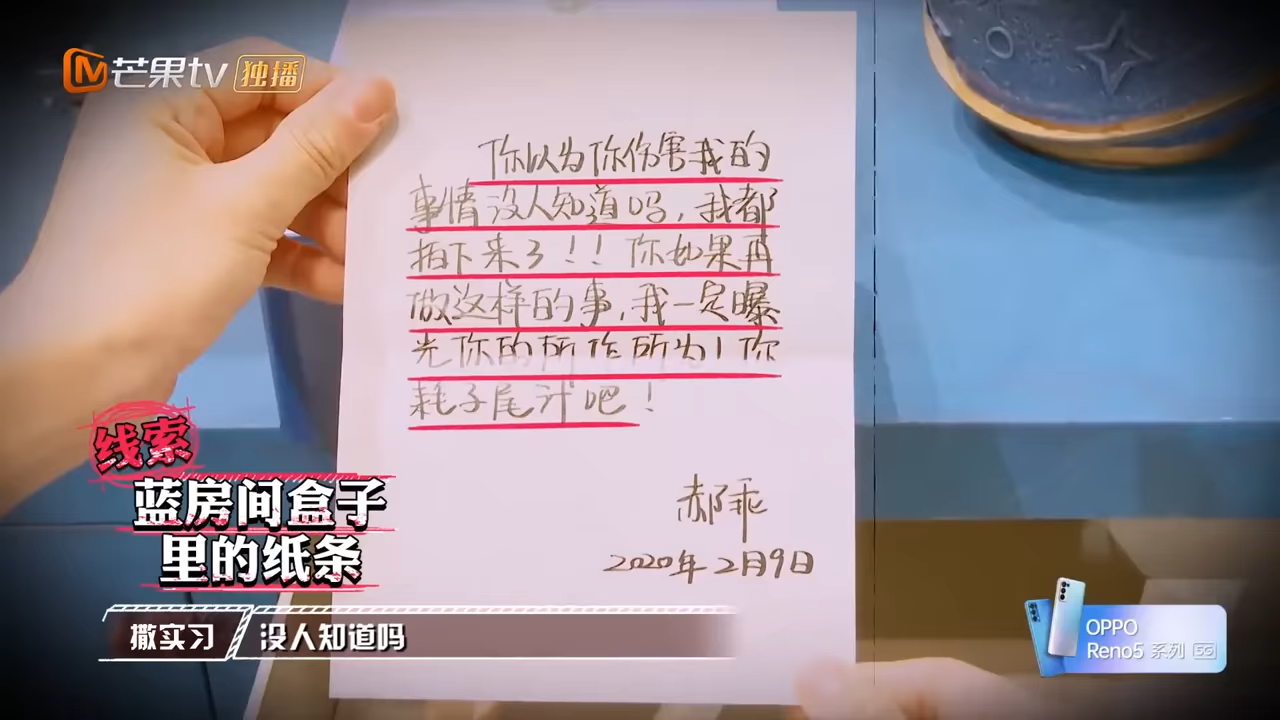 芒果tv 独播
你以为你伤害我的
事情没人知道吗，我都
拍下来了！！你如果再
做这样的事，我一定曝
光你的所作所为！你
耗子尾汁吧！
郝乖
2020年2月9日
线索
蓝房间盒子
里的纸条
撒实习 没人知道吗
OPPO
Reno5 系列 5G